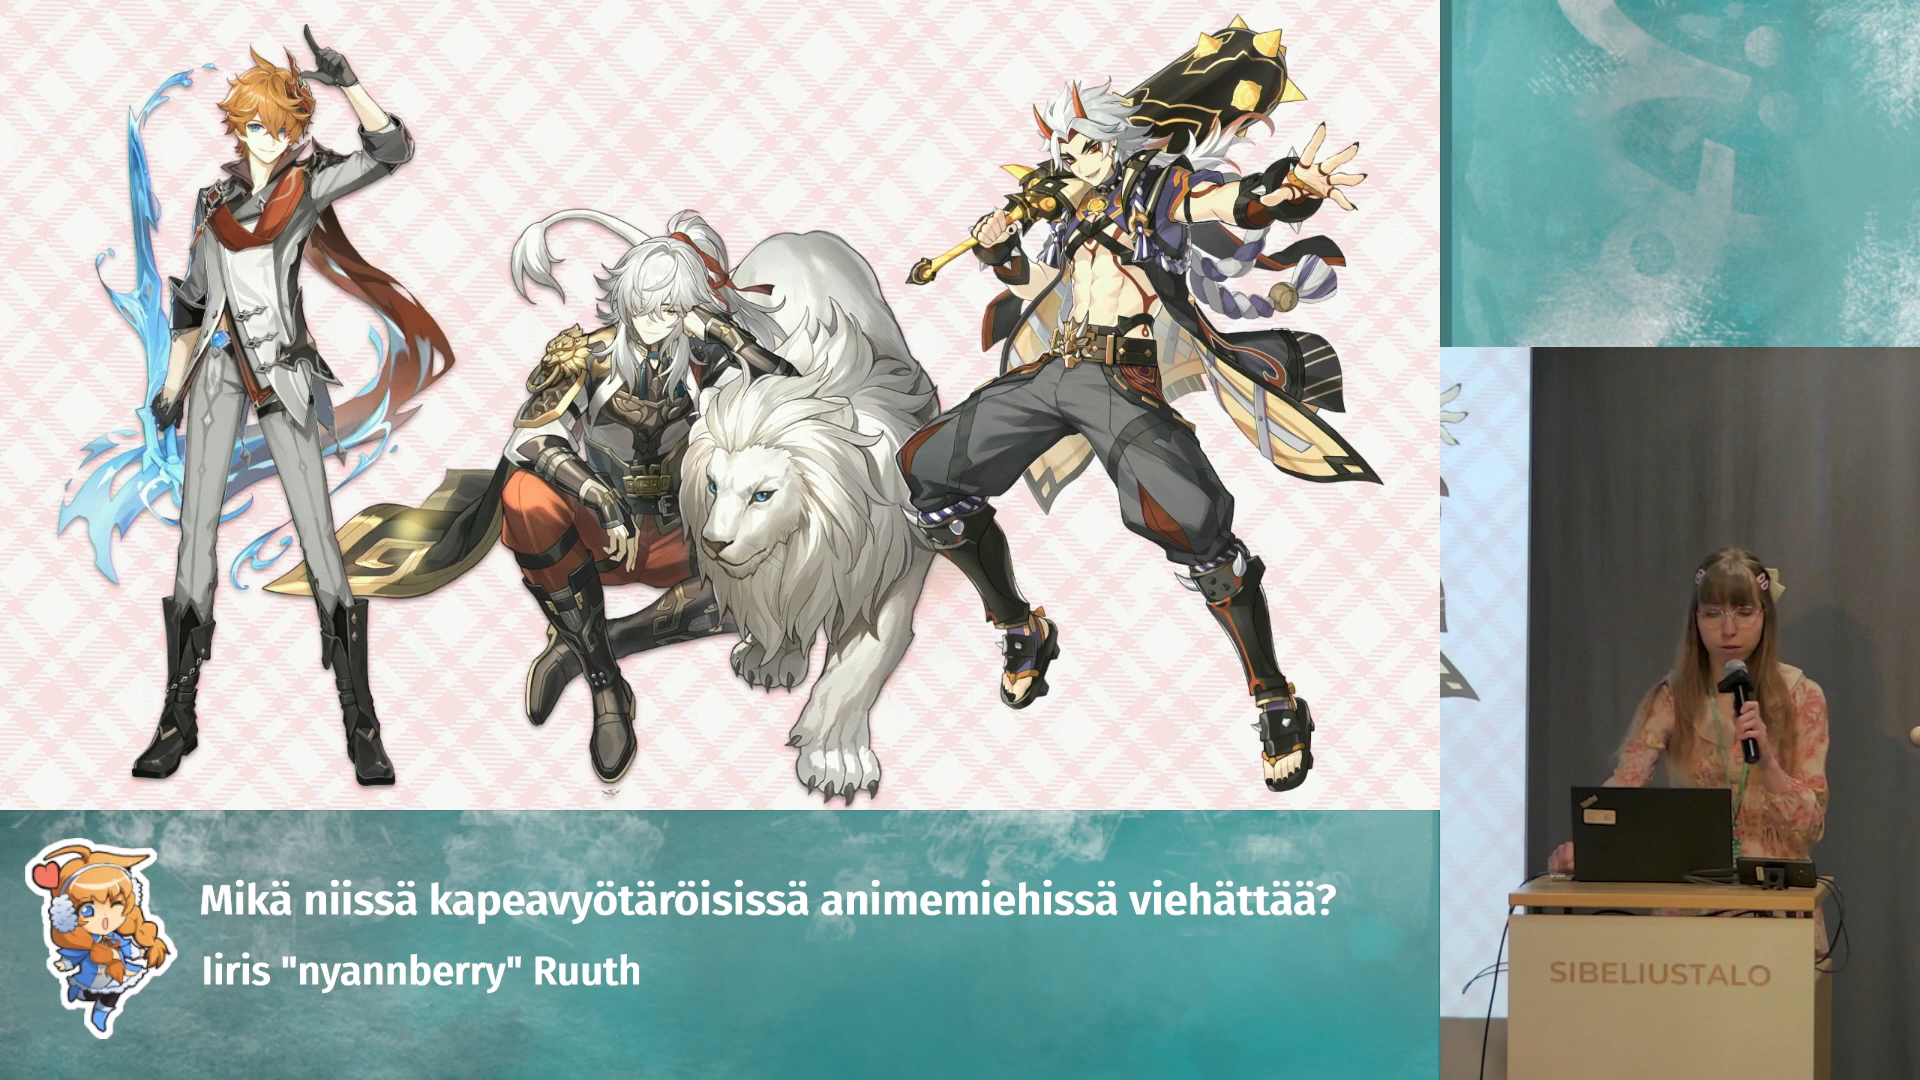 Mikä niissä kapeavyötäröisissä animemiehissä viehättää?
Iiris "nyannberry" Ruuth
SIBELIUSTALO